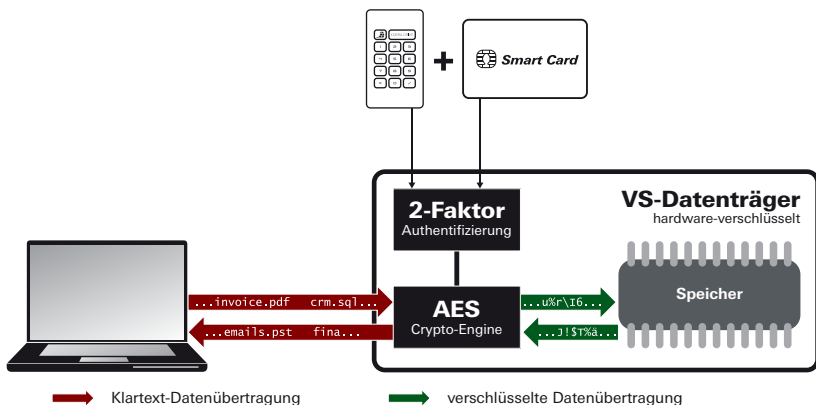 Smart Card
+
2-Faktor
Authentifizierung
VS-Datenträger
hardware-verschlüsselt
...invoice.pdf crm.sql...
...emails.pst fina...
AES
Crypto-Engine
...u%r\I6...
...J!$T%ä...
Speicher
Klartext-Datenübertragung
verschlüsselte Datenübertragung